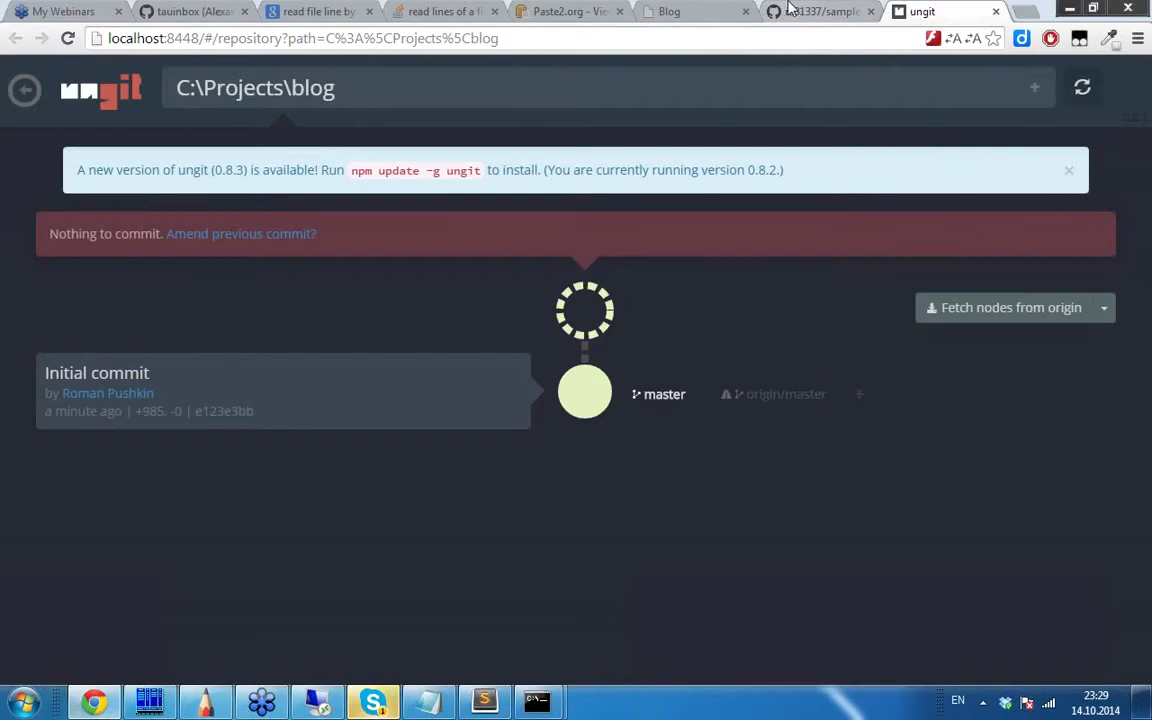 My Webinars
tauinbox (Alexa
read file line by
read lines of a fi
Paste2.org - Vie
Blog
/sample
ungit
localhost:8448/#/repository?path=C%3A%5CProjects%5Cblog
ungit
C:\Projects\blog
A new version of ungit (0.8.3) is available! Run npm update -g ungit to install. (You are currently running version 0.8.2.)
Nothing to commit. Amend previous commit?
Fetch nodes from origin
Initial commit
by Roman Pushkin
a minute ago | +985. -0 | e123e3bb
master
origin/master
EN
23:29
14.10.2014